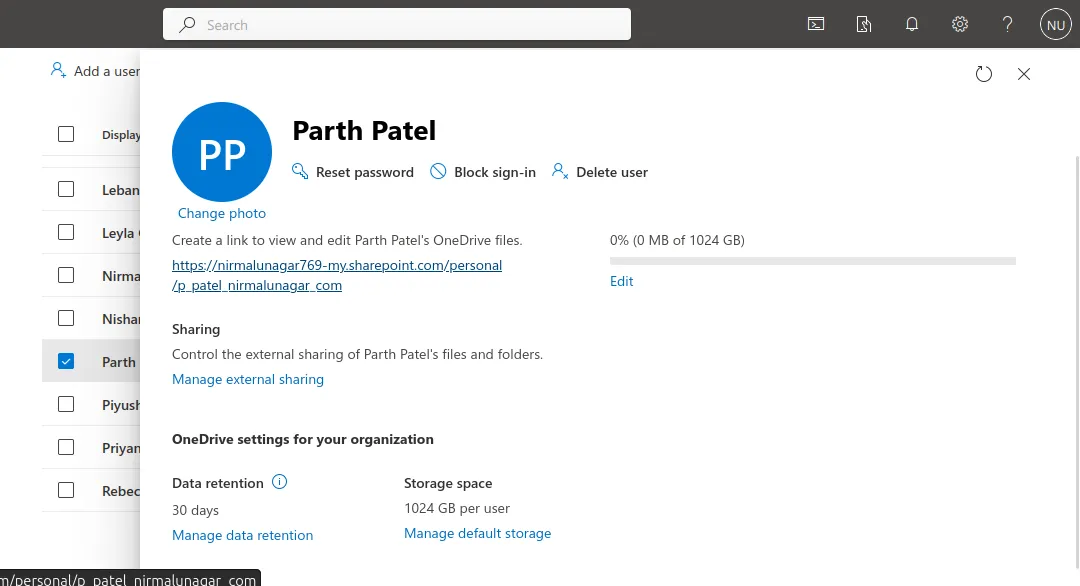 Search
NU
Add a user
Display
Leban
Leyla
Nirma
Nishan
Parth
Piyush
Priyan
Rebec
PP
Change photo
Parth Patel
Reset password
Block sign-in
Delete user
Create a link to view and edit Parth Patel's OneDrive files.
https://nirmalunagar769-my.sharepoint.com/personal
/p_patel_nirmalunagar_com
0% (0 MB of 1024 GB)
Edit
Sharing
Control the external sharing of Parth Patel's files and folders.
Manage external sharing
OneDrive settings for your organization
Data retention
30 days
Manage data retention
Storage space
1024 GB per user
Manage default storage
m/personal/p_patel_nirmalunagar_com